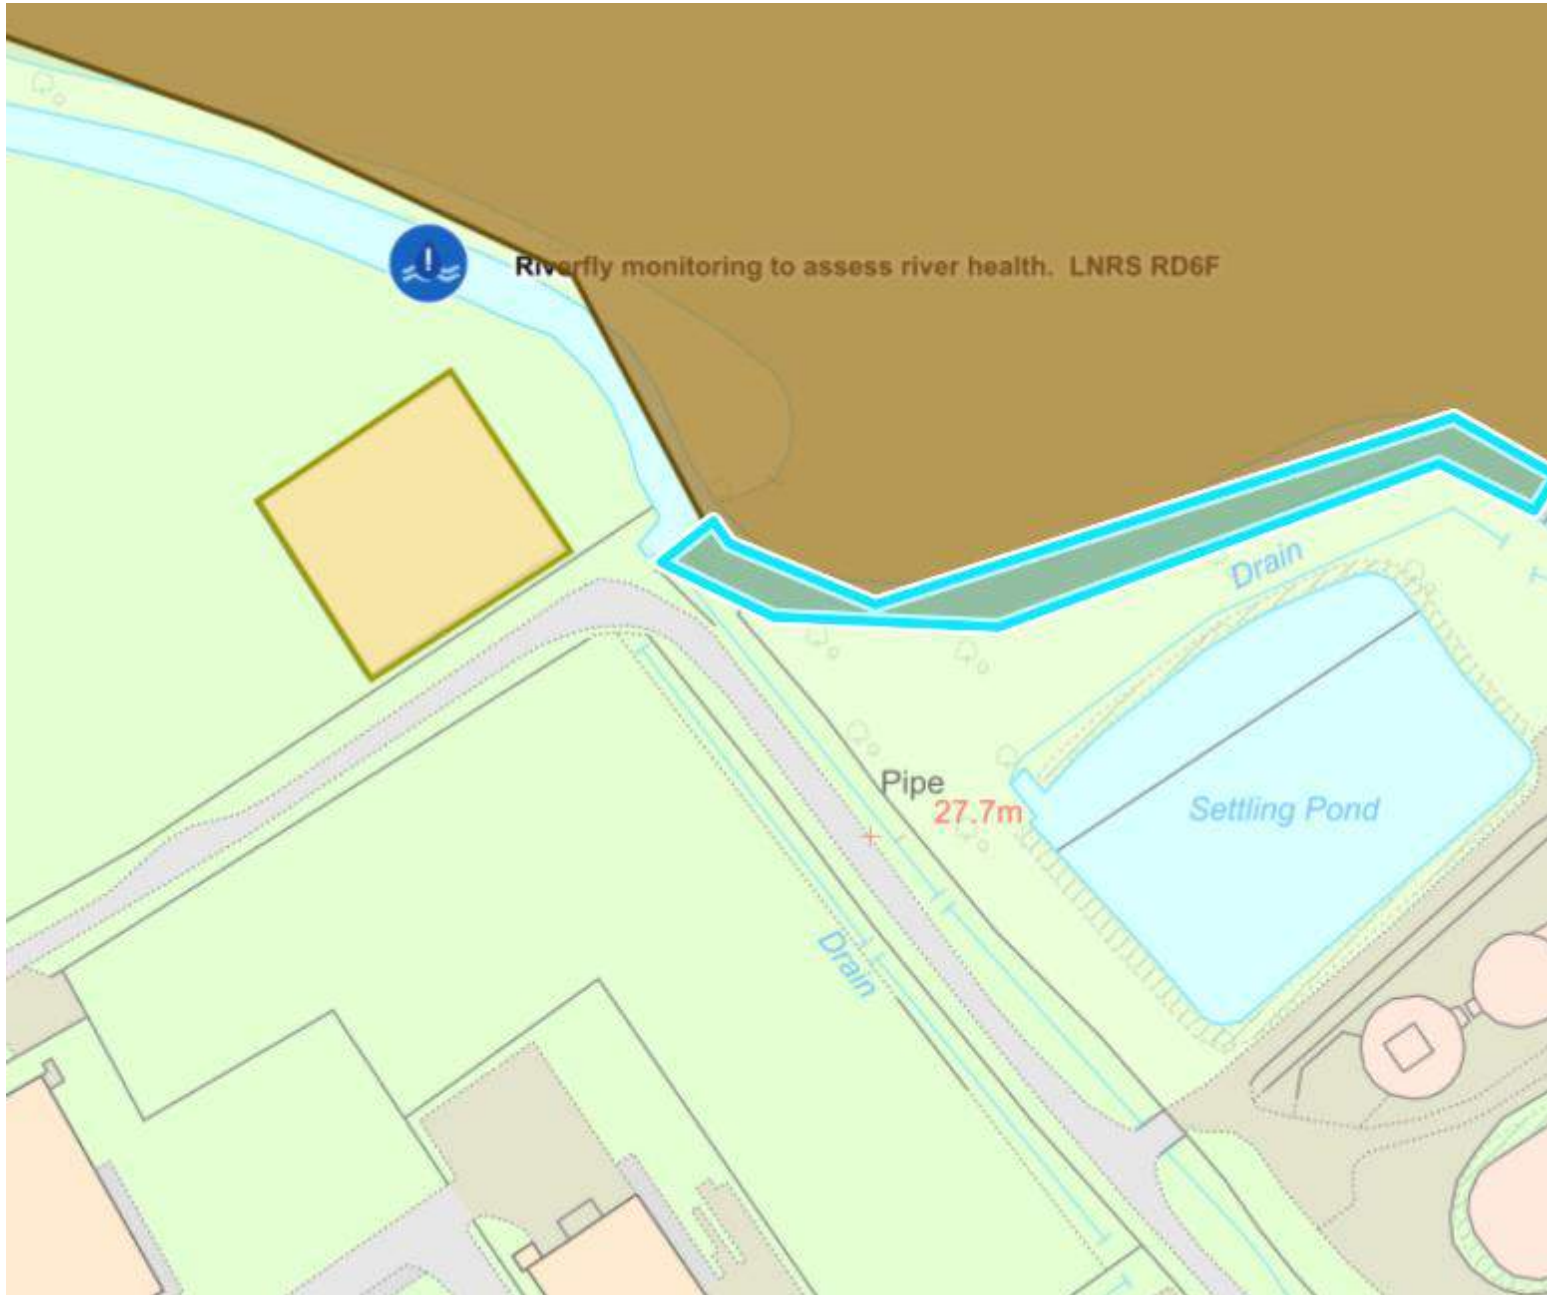 Riverfly monitoring to assess river health.  LNRS RD6F
Drain
Pipe
27.7m
Settling Pond
Drain